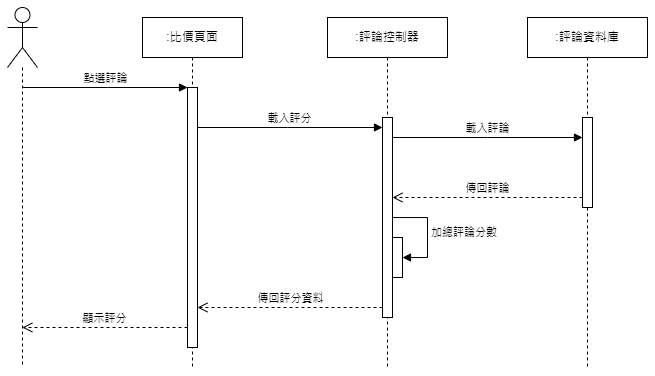 :比價頁面
:評論控制器
:評論資料庫
點選評論
載入評分
載入評論
傳回評論
加總評論分數
傳回評分資料
顯示評分